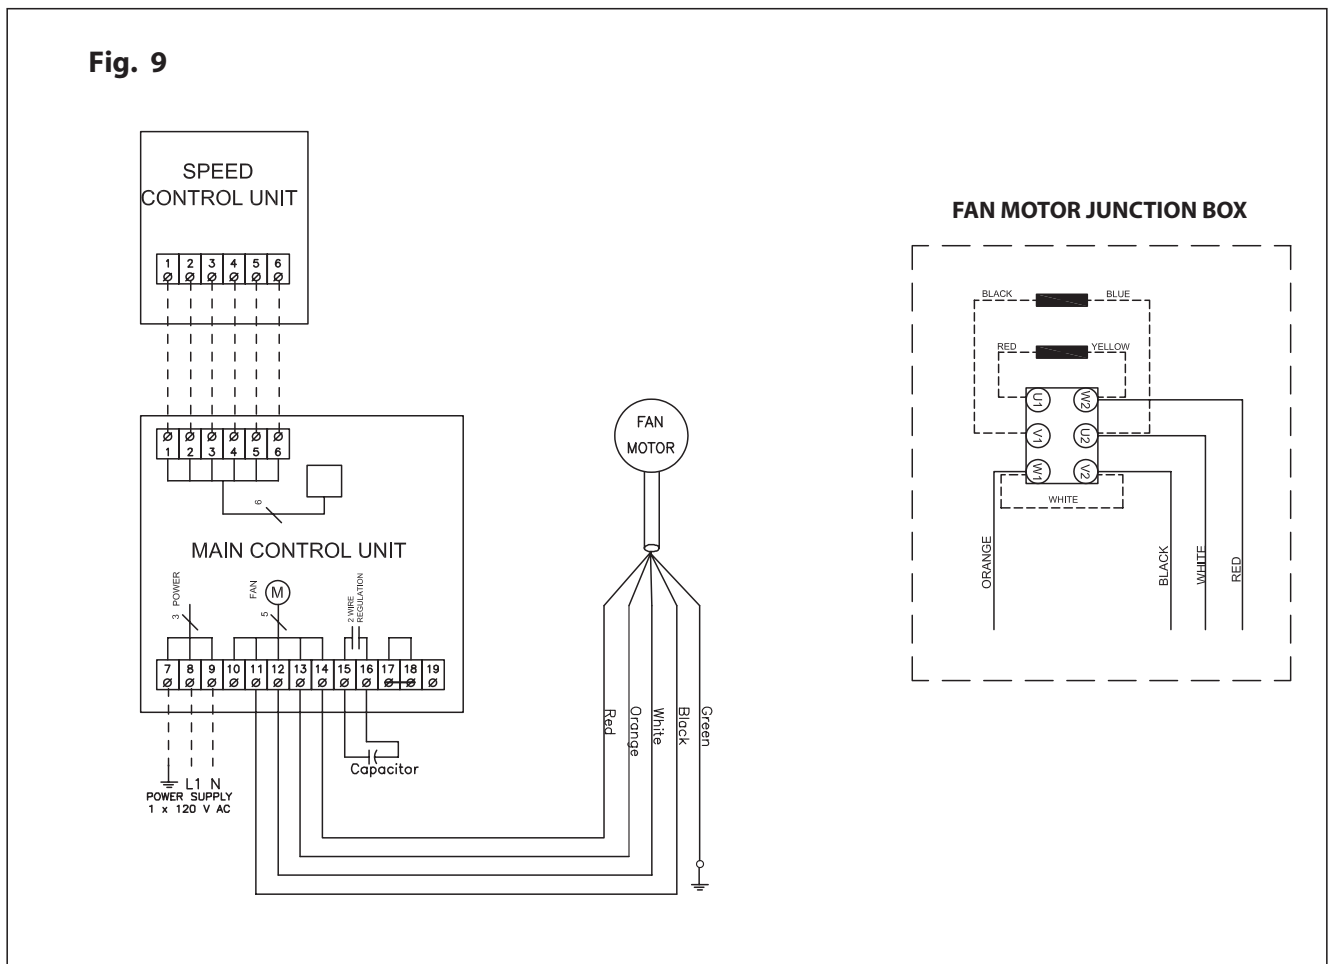 Fig. 9
SPEED
CONTROL UNIT
1 2 3 4 5 6
1 2 3 4 5 6
6
MAIN CONTROL UNIT
3 POWER
FAN
M
5
2 WIRE
REGULATION
7 8 9 10 11 12 13 14 15 16 17 18 19
Capacitor
L1 N
POWER SUPPLY
1 x 120 V AC
FAN
MOTOR
Red
Orange
White
Black
Green
FAN MOTOR JUNCTION BOX
BLACK BLUE
RED YELLOW
U1 W2
V1 U2
W1 V2
WHITE
ORANGE
BLACK
WHITE
RED